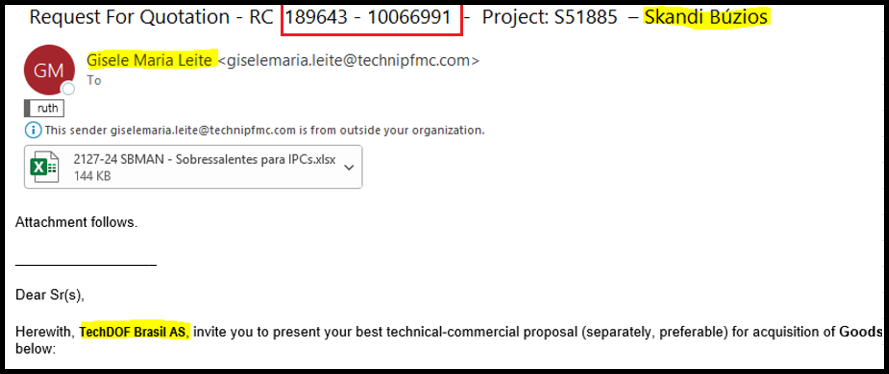 Request For Quotation - RC 189643 - 10066991 - Project: S51885 – Skandi Búzios
GM
Gisele Maria Leite <giselemaria.leite@technipfmc.com>
To
ruth
This sender giselemaria.leite@technipfmc.com is from outside your organization.
2127-24 SBMAN - Sobressalentes para IPCs.xlsx
144 KB
Attachment follows.
Dear Sr(s),
Herewith, TechDOF Brasil AS, invite you to present your best technical-commercial proposal (separately, preferable) for acquisition of Goods
below: